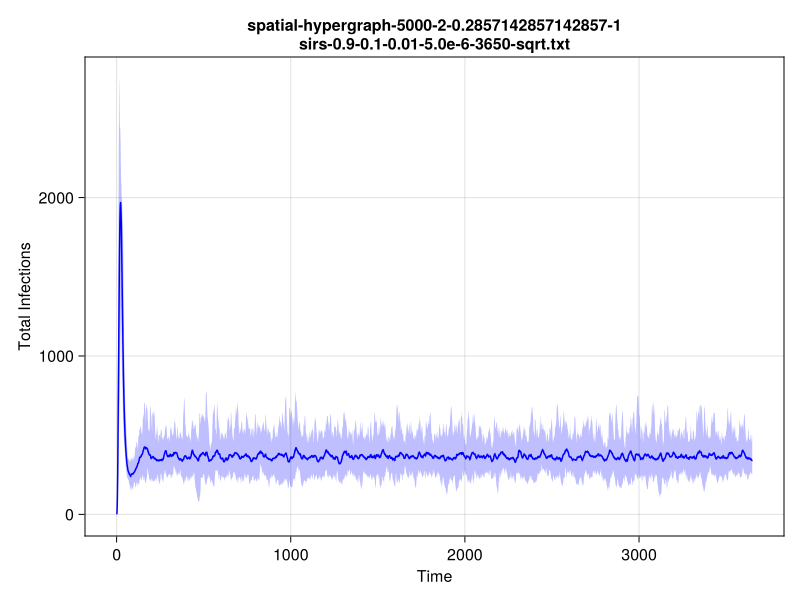 spatial-hypergraph-5000-2-0.2857142857142857-1
sirs-0.9-0.1-0.01-5.0e-6-3650-sqrt.txt
Total Infections
2000
1000
0
0
1000
2000
3000
Time